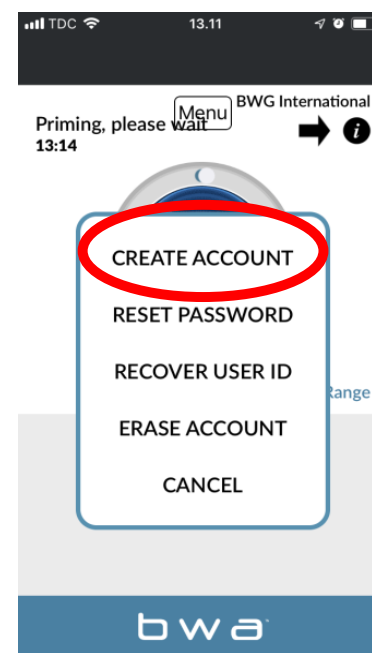 TDC 13.11
BWG International
Menu
Priming, please wait
13:14
i
CREATE ACCOUNT
RESET PASSWORD
RECOVER USER ID
Range
ERASE ACCOUNT
CANCEL
bwa